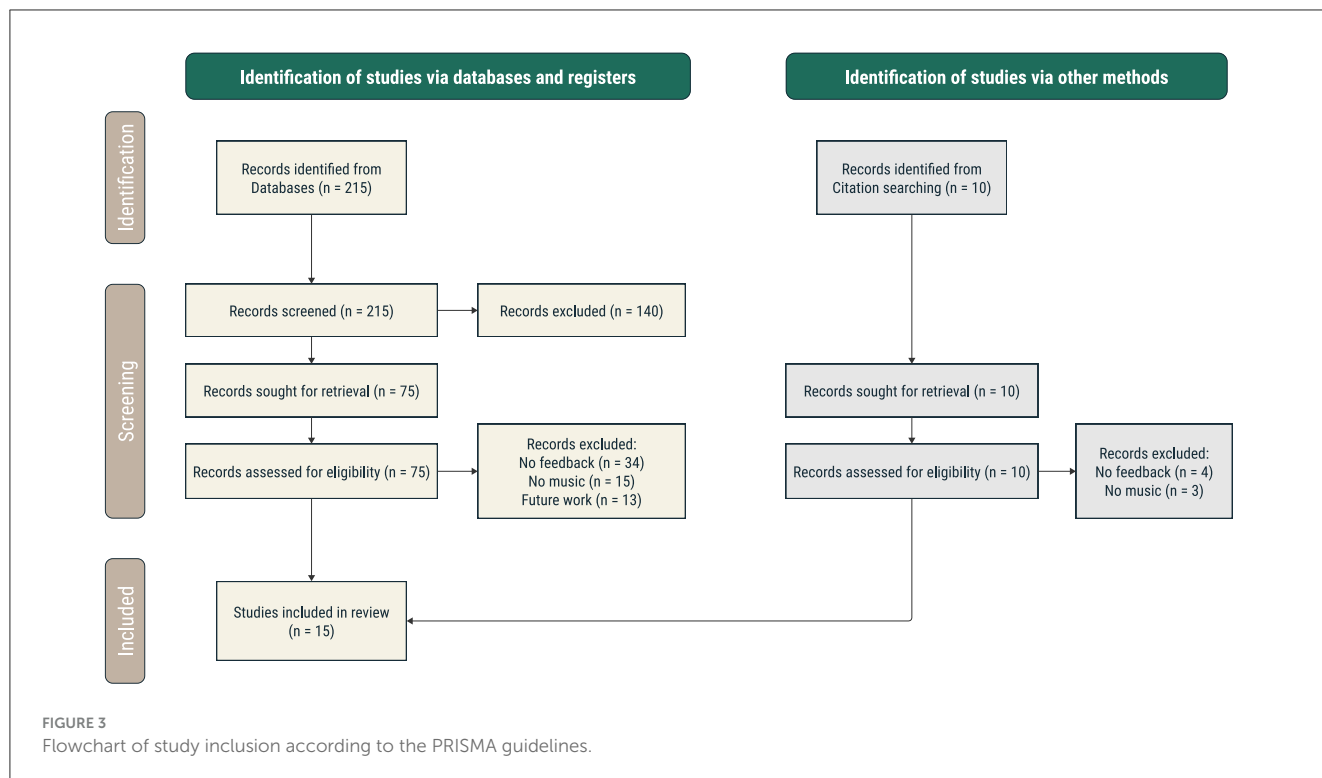 Identification of studies via databases and registers
Identification of studies via other methods
Identification
Records identified from
Databases (n = 215)
Records identified from
Citation searching (n = 10)
Screening
Records screened (n = 215)
Records excluded (n = 140)
Records sought for retrieval (n = 75)
Records sought for retrieval (n = 10)
Records assessed for eligibility (n = 75)
Records excluded:
No feedback (n = 34)
No music (n = 15)
Future work (n = 13)
Records assessed for eligibility (n = 10)
Records excluded:
No feedback (n = 4)
No music (n = 3)
Included
Studies included in review
(n = 15)
FIGURE 3
Flowchart of study inclusion according to the PRISMA guidelines.